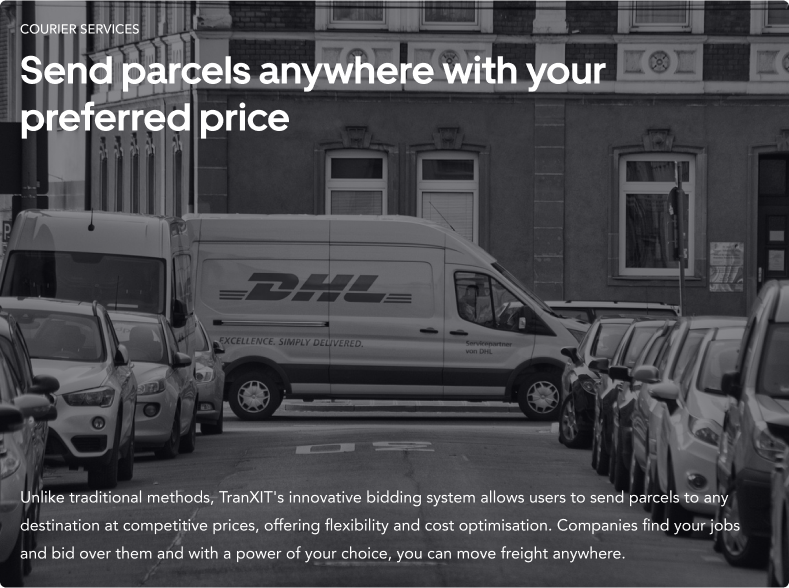 COURIER SERVICES
Send parcels anywhere with your
preferred price
DHL
EXCELLENCE. SIMPLY DELIVERED.
Servicepartner
von DHL
30
Unlike traditional methods, TranXIT's innovative bidding system allows users to send parcels to any
destination at competitive prices, offering flexibility and cost optimisation. Companies find your jobs
and bid over them and with a power of your choice, you can move freight anywhere.